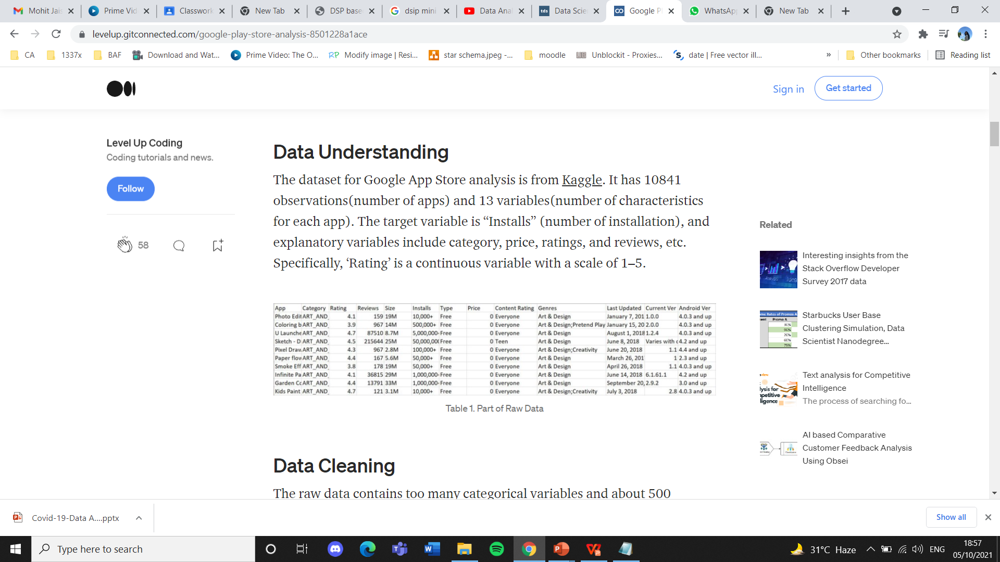 Mohit Jais
Prime Vid
Classwork
New Tab
DSP base
dsip mini
Data Anal
Data Scie
Google Pl
WhatsApp
New Tab
levelup.gitconnected.com/google-play-store-analysis-8501228a1ace
CA
1337x
BAF
Download and Wat...
Prime Video: The O...
RP Modify image | Resi...
star schema.jpeg -...
moodle
UB Unblockit - Proxies...
date | Free vector ill...
»
Other bookmarks
Reading list
Sign in
Get started
Level Up Coding
Coding tutorials and news.
Follow
58
Data Understanding
The dataset for Google App Store analysis is from Kaggle. It has 10841
observations(number of apps) and 13 variables(number of characteristics
for each app). The target variable is “Installs” (number of installation), and
explanatory variables include category, price, ratings, and reviews, etc.
Specifically, ‘Rating’ is a continuous variable with a scale of 1–5.
App Category Rating Reviews Size Installs Type Price Content Rating Genres Last Updated Current Ver Android Ver
Photo Edit ART_AND_ 4.1 159 19M 10,000+ Free 0 Everyone Art & Design January 7, 201 1.0.0 4.0.3 and up
Coloring b ART_AND_ 3.9 967 14M 500,000+ Free 0 Everyone Art & Design;Pretend Play January 15, 20 2.0.0 4.0.3 and up
U Launche ART_AND_ 4.7 87510 8.7M 5,000,000+ Free 0 Everyone Art & Design August 1, 2018 1.2.4 4.0.3 and up
Sketch - D ART_AND_ 4.5 215644 25M 50,000,00 Free 0 Teen Art & Design June 8, 2018 Varies with 4.2 and up
Pixel Draw ART_AND_ 4.3 967 2.8M 100,000+ Free 0 Everyone Art & Design;Creativity June 20, 2018 1.1 4.4 and up
Paper flow ART_AND_ 4.4 167 5.6M 50,000+ Free 0 Everyone Art & Design March 26, 201 1 2.3 and up
Smoke Eff ART_AND_ 3.8 178 19M 50,000+ Free 0 Everyone Art & Design April 26, 2018 1.1 4.0.3 and up
Infinite Pa ART_AND_ 4.1 36815 29M 1,000,000+ Free 0 Everyone Art & Design June 14, 2018 6.1.61.1 4.2 and up
Garden Co ART_AND_ 4.4 13791 33M 1,000,000+ Free 0 Everyone Art & Design September 20, 2.9.2 3.0 and up
Kids Paint ART_AND_ 4.7 121 3.1M 10,000+ Free 0 Everyone Art & Design;Creativity July 3, 2018 2.8 4.0.3 and up
Table 1. Part of Raw Data
Data Cleaning
The raw data contains too many categorical variables and about 500
Related
Interesting insights from the
Stack Overflow Developer
Survey 2017 data
Starbucks User Base
Clustering Simulation, Data
Scientist Nanodegree...
Text analysis for Competitive
Intelligence
The process of searching fo...
AI based Comparative
Customer Feedback Analysis
Using Obsei
Covid-19-Data A....pptx
Show all
Type here to search
31°C Haze
ENG
18:57
05/10/2021